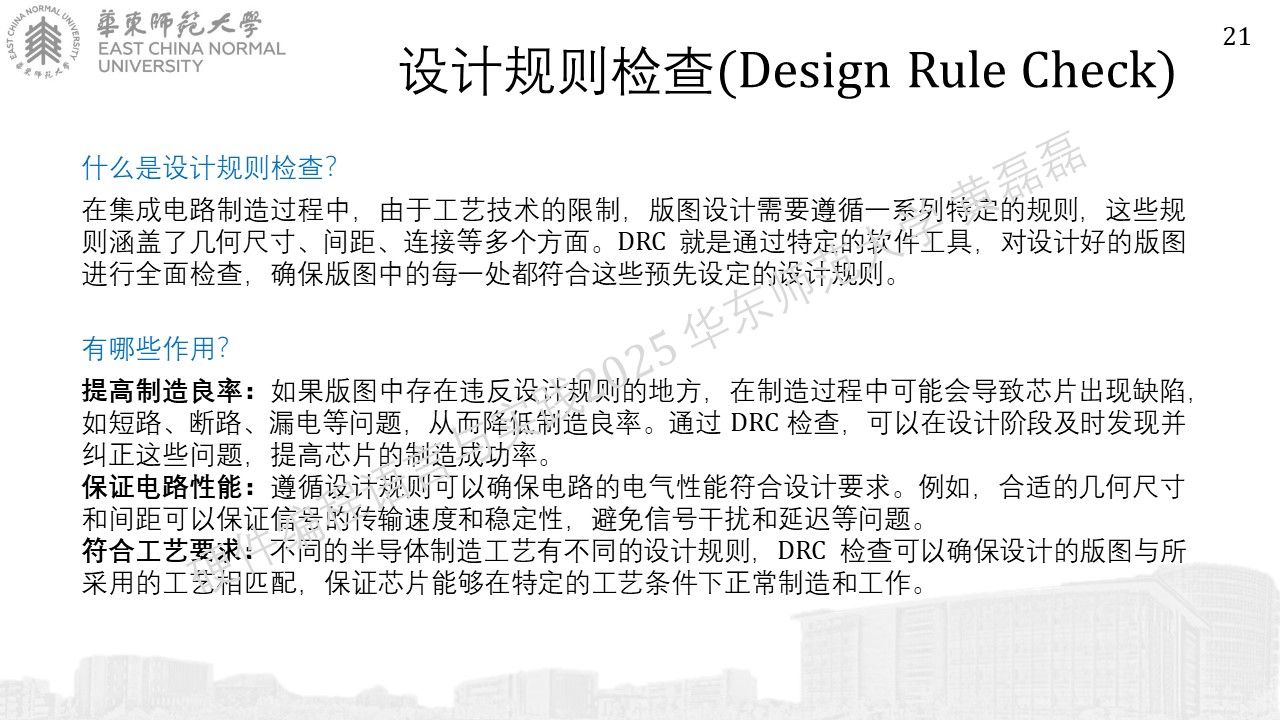 華東師範大學
EAST CHINA NORMAL
UNIVERSITY
EAST CHINA NORMAL UNIVERSITY
華東師範大學
21
设计规则检查(Design Rule Check)
什么是设计规则检查？
在集成电路制造过程中，由于工艺技术的限制，版图设计需要遵循一系列特定的规则，这些规
则涵盖了几何尺寸、间距、连接等多个方面。DRC 就是通过特定的软件工具，对设计好的版图
进行全面检查，确保版图中的每一处都符合这些预先设定的设计规则。
有哪些作用？
提高制造良率：如果版图中存在违反设计规则的地方，在制造过程中可能会导致芯片出现缺陷，
如短路、断路、漏电等问题，从而降低制造良率。通过 DRC 检查，可以在设计阶段及时发现并
纠正这些问题，提高芯片的制造成功率。
保证电路性能：遵循设计规则可以确保电路的电气性能符合设计要求。例如，合适的几何尺寸
和间距可以保证信号的传输速度和稳定性，避免信号干扰和延迟等问题。
符合工艺要求：不同的半导体制造工艺有不同的设计规则，DRC 检查可以确保设计的版图与所
采用的工艺相匹配，保证芯片能够在特定的工艺条件下正常制造和工作。
硬件编程语言与实践2025 华东师范大学 黄磊磊